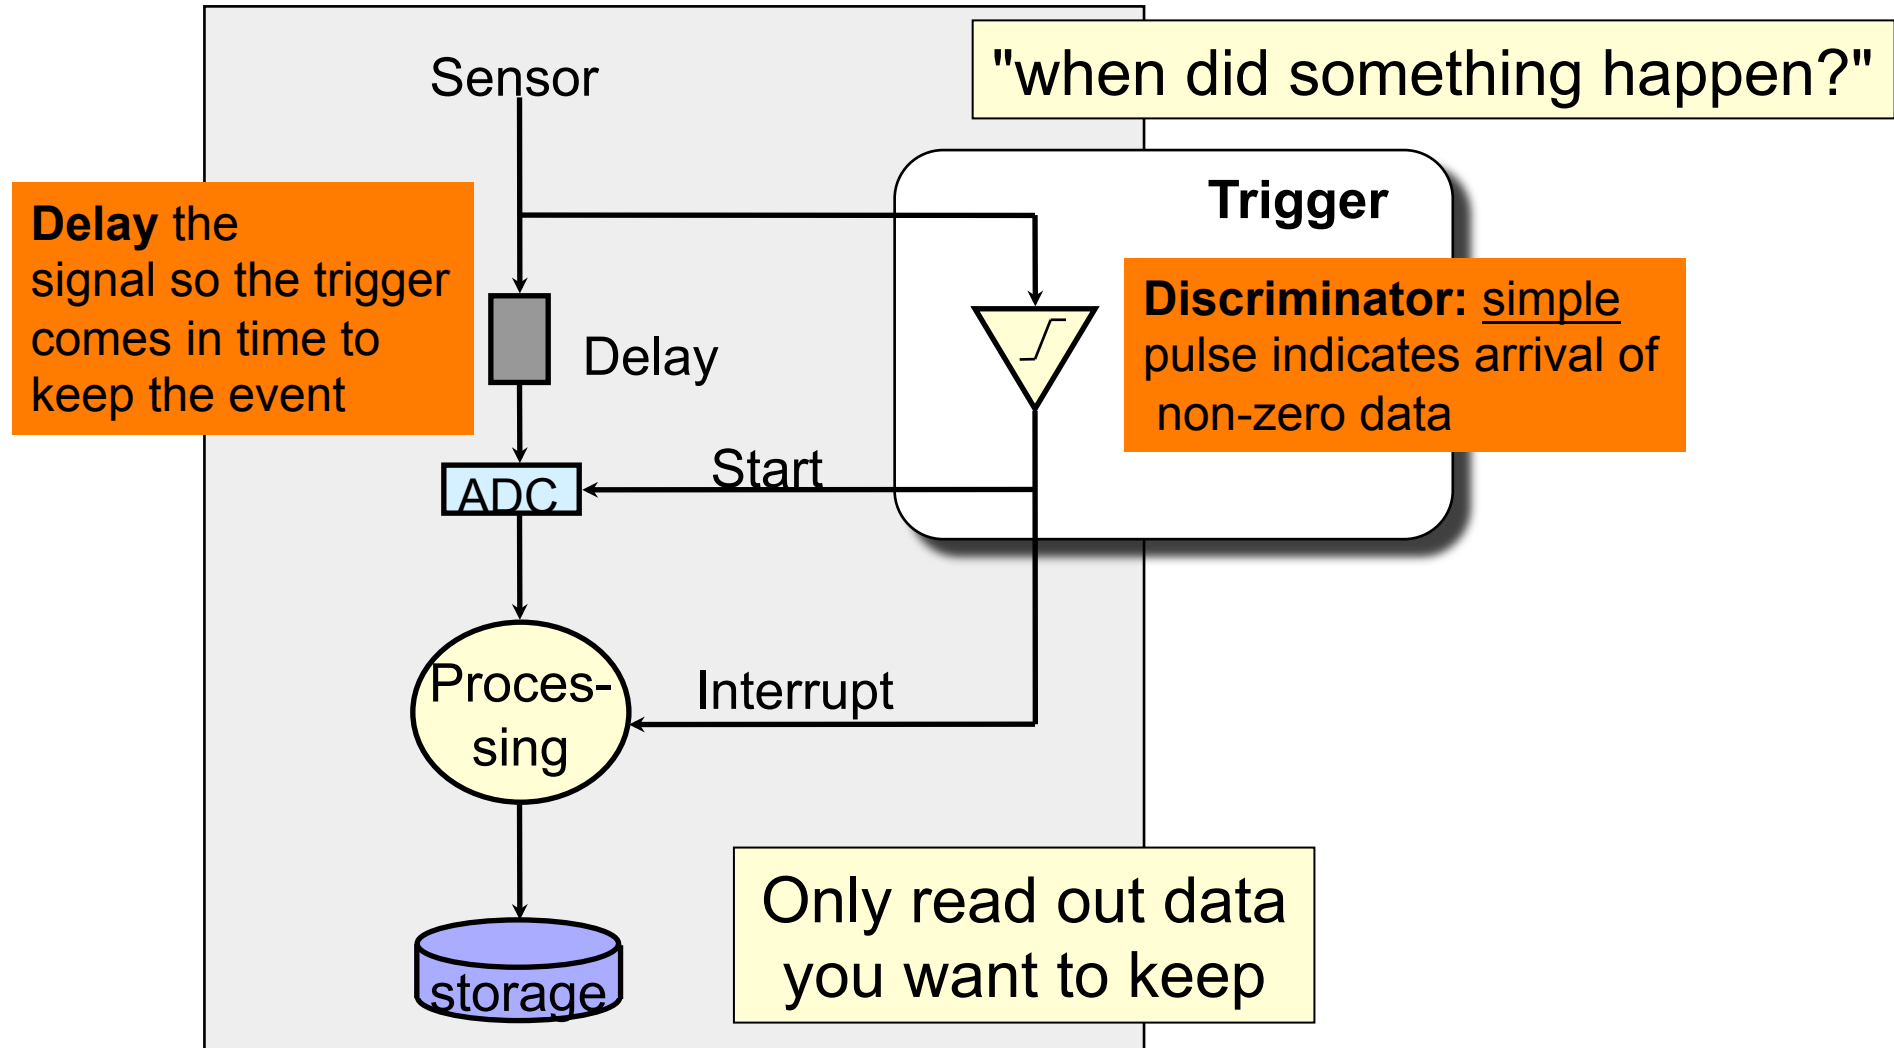 "when did something happen?"
Sensor
Trigger
Delay the
signal so the trigger
comes in time to
keep the event
Delay
Discriminator: simple
pulse indicates arrival of
non-zero data
Start
ADC
Proces-
sing
Interrupt
Only read out data
you want to keep
storage